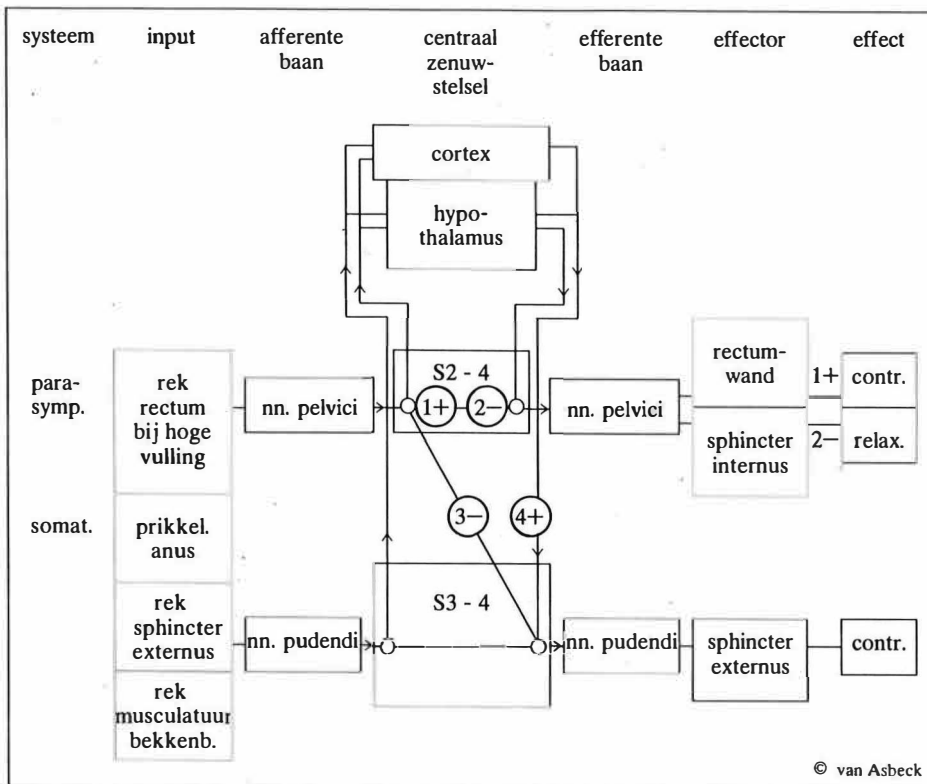 systeem input afferente centraal efferente effector effect
baan zenuw- baan
stelsel
cortex
hypo-
thalamus
S2 - 4
para-
symp.
rek
rectum
bij hoge
vulling
nn. pelvici
1+ 2−
nn. pelvici
rectum-
wand
1+ contr.
sphincter
internus
2− relax.
somat.
prikkel.
anus
3− 4+
S3 - 4
rek
sphincter
externus
nn. pudendi
nn. pudendi
sphincter
externus
contr.
rek
musculatuur
bekkenb.
© van Asbeck